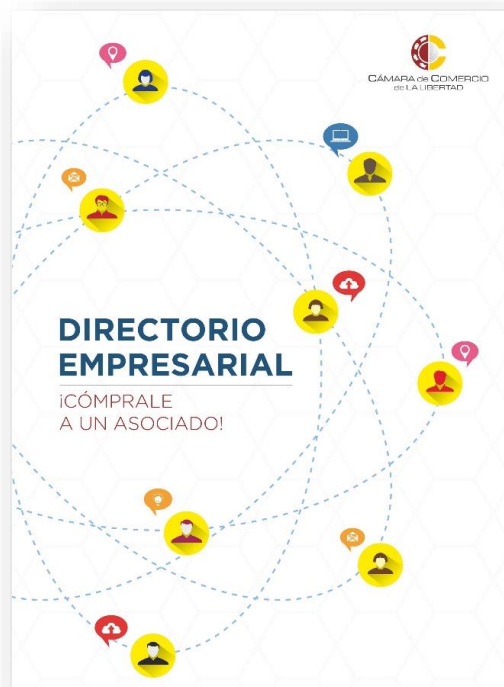 CÁMARA de COMERCIO
de LA LIBERTAD
DIRECTORIO
EMPRESARIAL
¡CÓMPRALE
A UN ASOCIADO!